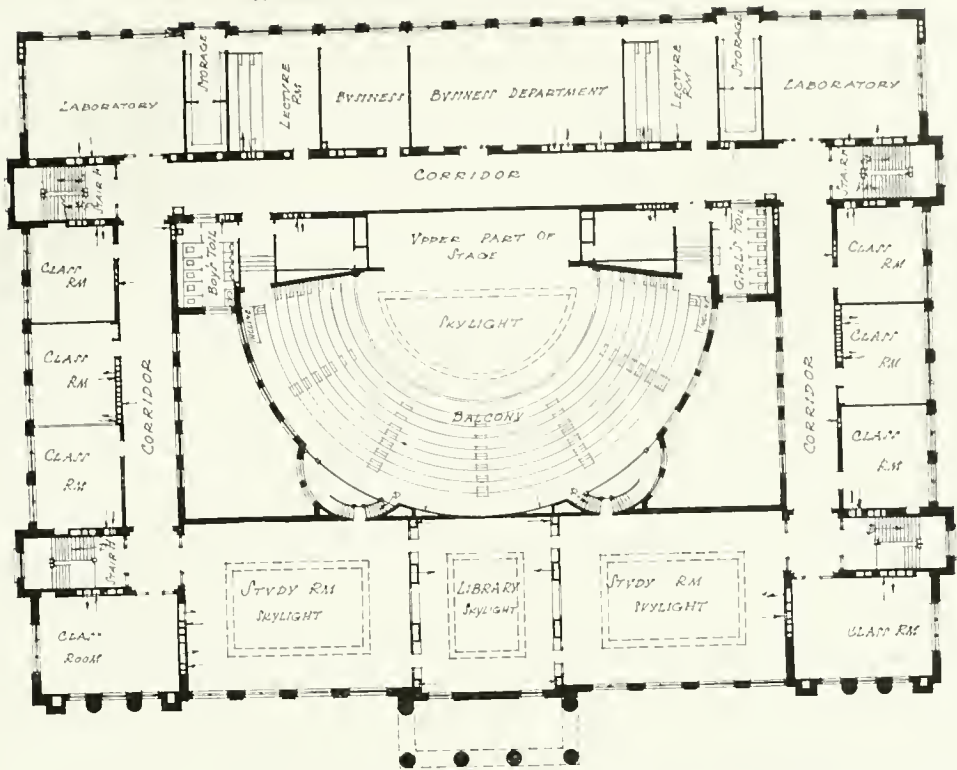 LABORATORY
STORAGE
LECTURE
RM
BUSINESS
BUSINESS DEPARTMENT
LECTURE
RM
STORAGE
LABORATORY
STAIR H
CORRIDOR
STAIR H
CLASS
RM
BOY'S TOIL
UPPER PART OF
STAGE
GIRL'S TOIL
CLASS
RM
SKYLIGHT
CLASS
RM
CORRIDOR
BALCONY
CORRIDOR
CLASS
RM
CLASS
RM
CLASS
RM
STAIR H
STUDY RM
SKYLIGHT
LIBRARY
SKYLIGHT
STUDY RM
SKYLIGHT
CLASS
ROOM
CLASS RM